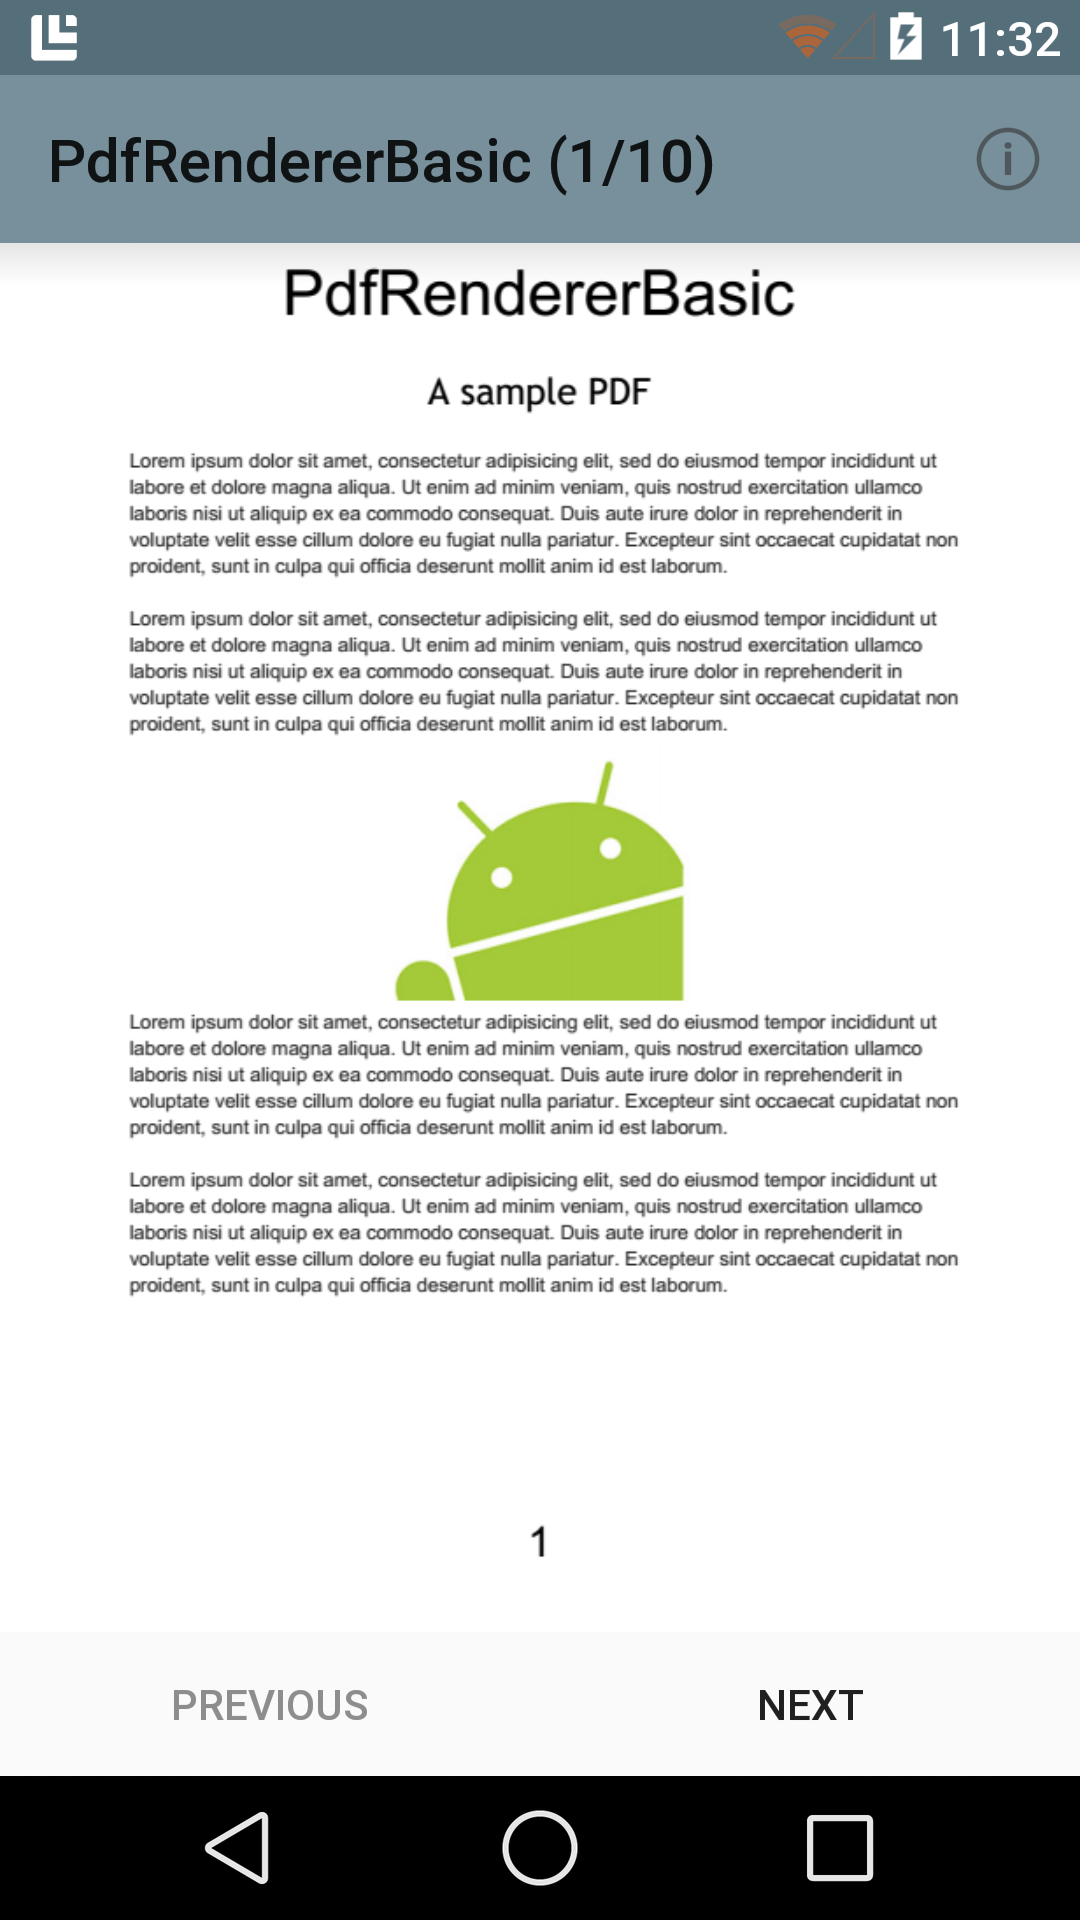 11:32
PdfRendererBasic (1/10)
PdfRendererBasic
A sample PDF
Lorem ipsum dolor sit amet, consectetur adipisicing elit, sed do eiusmod tempor incididunt ut
labore et dolore magna aliqua. Ut enim ad minim veniam, quis nostrud exercitation ullamco
laboris nisi ut aliquip ex ea commodo consequat. Duis aute irure dolor in reprehenderit in
voluptate velit esse cillum dolore eu fugiat nulla pariatur. Excepteur sint occaecat cupidatat non
proident, sunt in culpa qui officia deserunt mollit anim id est laborum.
Lorem ipsum dolor sit amet, consectetur adipisicing elit, sed do eiusmod tempor incididunt ut
labore et dolore magna aliqua. Ut enim ad minim veniam, quis nostrud exercitation ullamco
laboris nisi ut aliquip ex ea commodo consequat. Duis aute irure dolor in reprehenderit in
voluptate velit esse cillum dolore eu fugiat nulla pariatur. Excepteur sint occaecat cupidatat non
proident, sunt in culpa qui officia deserunt mollit anim id est laborum.
Lorem ipsum dolor sit amet, consectetur adipisicing elit, sed do eiusmod tempor incididunt ut
labore et dolore magna aliqua. Ut enim ad minim veniam, quis nostrud exercitation ullamco
laboris nisi ut aliquip ex ea commodo consequat. Duis aute irure dolor in reprehenderit in
voluptate velit esse cillum dolore eu fugiat nulla pariatur. Excepteur sint occaecat cupidatat non
proident, sunt in culpa qui officia deserunt mollit anim id est laborum.
Lorem ipsum dolor sit amet, consectetur adipisicing elit, sed do eiusmod tempor incididunt ut
labore et dolore magna aliqua. Ut enim ad minim veniam, quis nostrud exercitation ullamco
laboris nisi ut aliquip ex ea commodo consequat. Duis aute irure dolor in reprehenderit in
voluptate velit esse cillum dolore eu fugiat nulla pariatur. Excepteur sint occaecat cupidatat non
proident, sunt in culpa qui officia deserunt mollit anim id est laborum.
1
PREVIOUS NEXT